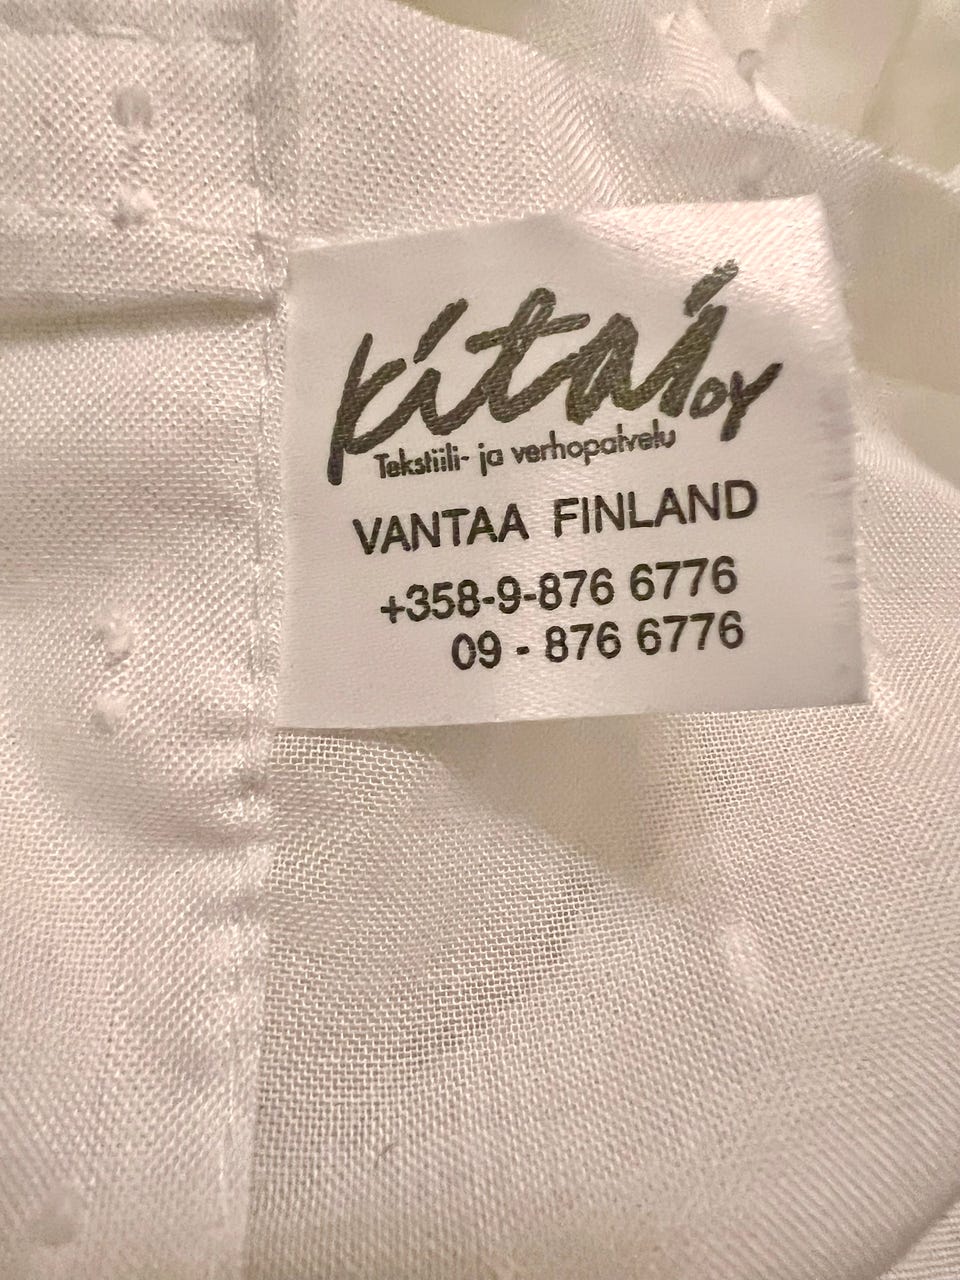 Kitai oy
Tekstiili- ja verhopalvelu
VANTAA FINLAND
+358-9-876 6776
09 - 876 6776